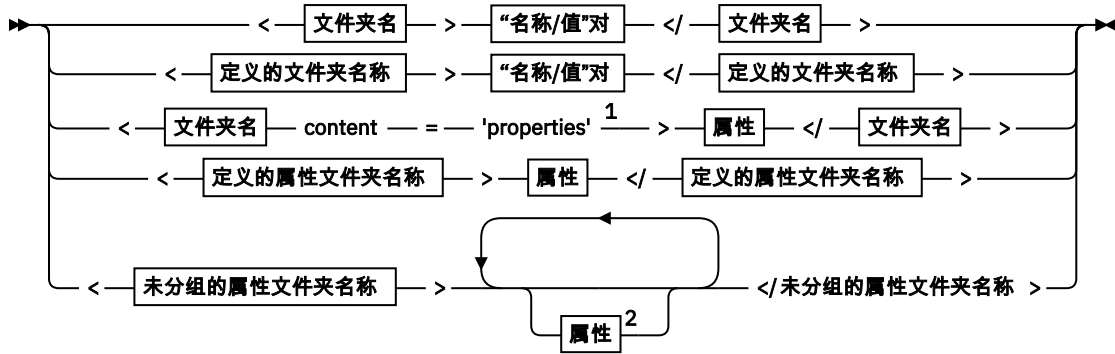 < 文件夹名 > “名称/值”对 </ 文件夹名 >
< 定义的文件夹名称 > “名称/值”对 </ 定义的文件夹名称 >
< 文件夹名 content = 'properties' 1 > 属性 </ 文件夹名 >
< 定义的属性文件夹名称 > 属性 </ 定义的属性文件夹名称 >
< 未分组的属性文件夹名称 > </ 未分组的属性文件夹名称 >
属性 2